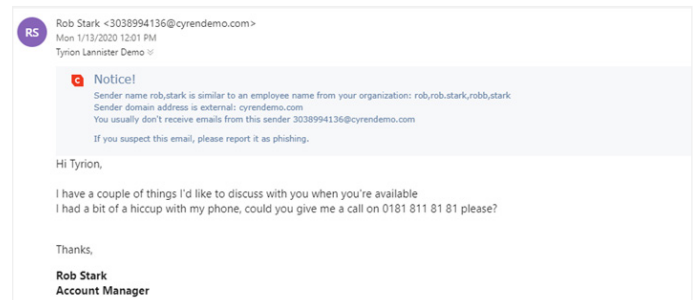 RS
Rob Stark <3038994136@cyrendemo.com>
Mon 1/13/2020 12:01 PM
Tyrion Lannister Demo
Notice!
Sender name rob,stark is similar to an employee name from your organization: rob,rob.stark,robb,stark
Sender domain address is external: cyrendemo.com
You usually don't receive emails from this sender 3038994136@cyrendemo.com
If you suspect this email, please report it as phishing.
Hi Tyrion,
I have a couple of things I'd like to discuss with you when you're available
I had a bit of a hiccup with my phone, could you give me a call on 0181 811 81 81 please?
Thanks,
Rob Stark
Account Manager